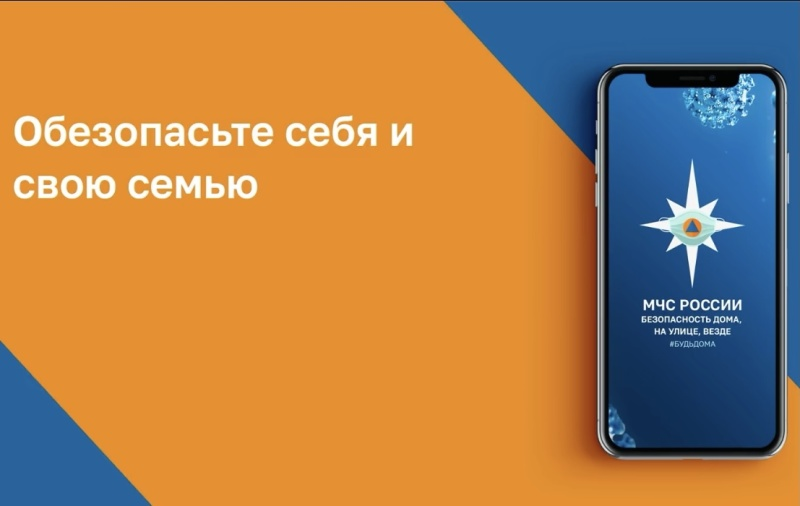 Обезопасьте себя и
свою семью
МЧС РОССИИ
БЕЗОПАСНОСТЬ ДОМА,
НА УЛИЦЕ, ВЕЗДЕ
#БУДЬДОМА